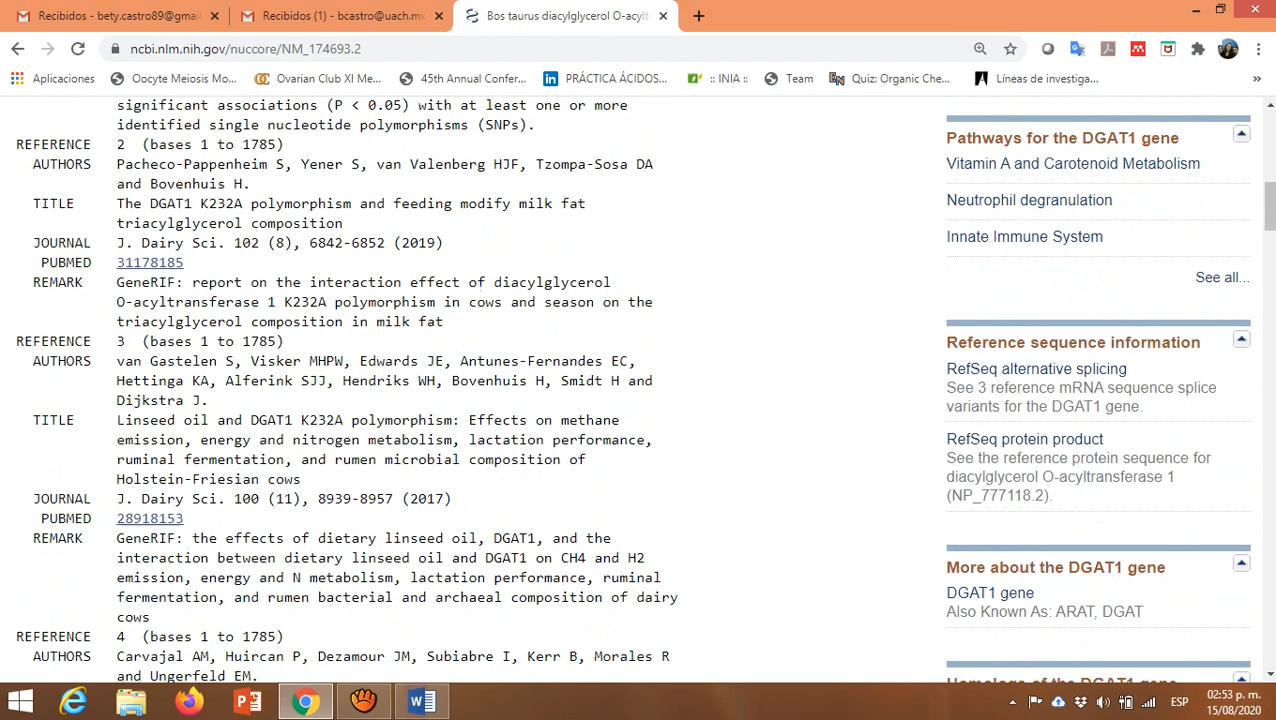 Recibidos - bety.castro89@gmai
Recibidos (1) - bcastro@uach.m
Bos taurus diacylglycerol O-acylt
ncbi.nlm.nih.gov/nuccore/NM_174693.2
Aplicaciones
Oocyte Meiosis Mo...
Ovarian Club XI Me...
45th Annual Confer...
PRÁCTICA ÁCIDOS...
:: INIA ::
Team
Quiz: Organic Che...
Líneas de investiga...
»
significant associations (P < 0.05) with at least one or more
identified single nucleotide polymorphisms (SNPs).
REFERENCE 2 (bases 1 to 1785)
AUTHORS Pacheco-Pappenheim S, Yener S, van Valenberg HJF, Tzompa-Sosa DA
and Bovenhuis H.
TITLE The DGAT1 K232A polymorphism and feeding modify milk fat
triacylglycerol composition
JOURNAL J. Dairy Sci. 102 (8), 6842-6852 (2019)
PUBMED 31178185
REMARK GeneRIF: report on the interaction effect of diacylglycerol
O-acyltransferase 1 K232A polymorphism in cows and season on the
triacylglycerol composition in milk fat
REFERENCE 3 (bases 1 to 1785)
AUTHORS van Gastelen S, Visker MHPW, Edwards JE, Antunes-Fernandes EC,
Hettinga KA, Alferink SJJ, Hendriks WH, Bovenhuis H, Smidt H and
Dijkstra J.
TITLE Linseed oil and DGAT1 K232A polymorphism: Effects on methane
emission, energy and nitrogen metabolism, lactation performance,
ruminal fermentation, and rumen microbial composition of
Holstein-Friesian cows
JOURNAL J. Dairy Sci. 100 (11), 8939-8957 (2017)
PUBMED 28918153
REMARK GeneRIF: the effects of dietary linseed oil, DGAT1, and the
interaction between dietary linseed oil and DGAT1 on CH4 and H2
emission, energy and N metabolism, lactation performance, ruminal
fermentation, and rumen bacterial and archaeal composition of dairy
cows
REFERENCE 4 (bases 1 to 1785)
AUTHORS Carvajal AM, Huircan P, Dezamour JM, Subiabre I, Kerr B, Morales R
and Ungerfeld EM.
Pathways for the DGAT1 gene
Vitamin A and Carotenoid Metabolism
Neutrophil degranulation
Innate Immune System
See all...
Reference sequence information
RefSeq alternative splicing
See 3 reference mRNA sequence splice
variants for the DGAT1 gene.
RefSeq protein product
See the reference protein sequence for
diacylglycerol O-acyltransferase 1
(NP_777118.2).
More about the DGAT1 gene
DGAT1 gene
Also Known As: ARAT, DGAT
Homologs of the DGAT1 gene
ESP
02:53 p. m.
15/08/2020